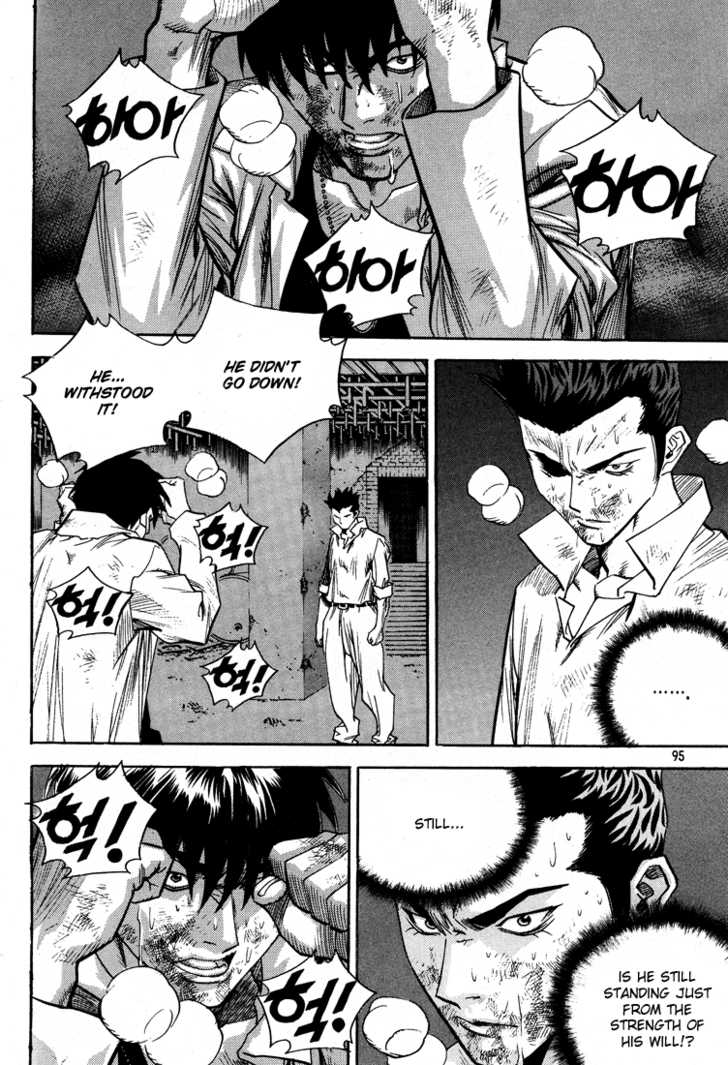 하아
하아
하아
HE...
WITHSTOOD
IT!
HE DIDN'T
GO DOWN!
헉!
헉!
헉!
.......
95
헉!
헉!
STILL...
IS HE STILL
STANDING JUST
FROM THE
STRENGTH OF
HIS WILL!?